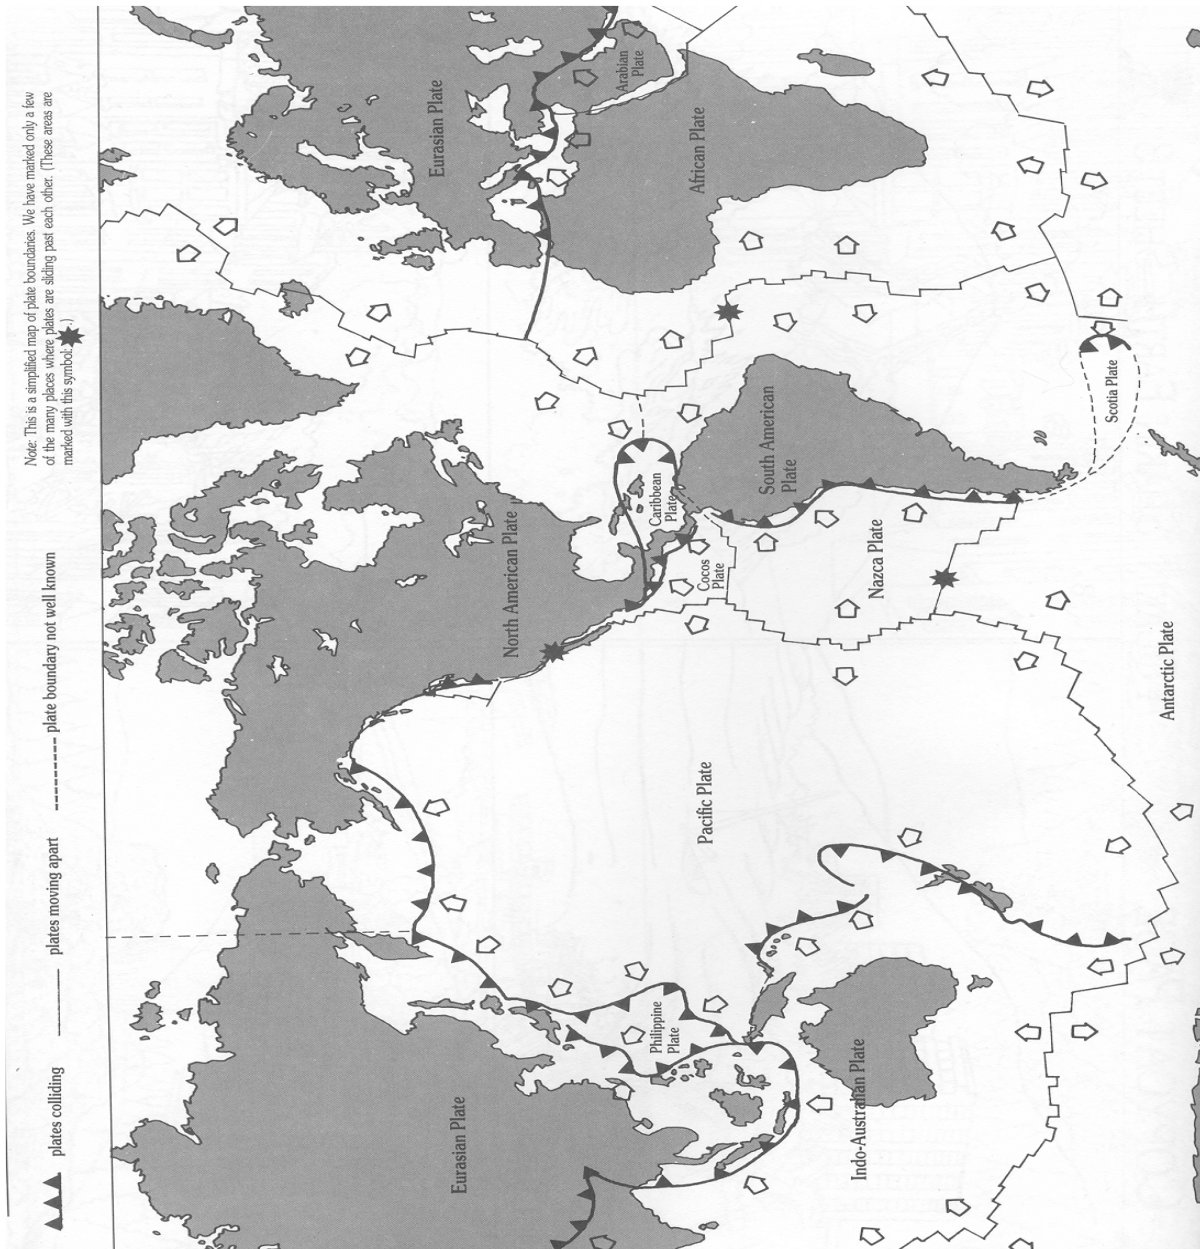 Note: This is a simplified map of plate boundaries. We have marked only a few
of the many places where plates are sliding past each other. (These areas are
marked with this symbol: .)
plates colliding
plates moving apart
plate boundary not well known
Eurasian Plate
Eurasian Plate
Arabian
Plate
African Plate
North American Plate
Caribbean
Plate
Cocos
Plate
South American
Plate
Nazca Plate
Scotia Plate
Pacific Plate
Antarctic Plate
Philippine
Plate
Indo-Australian Plate